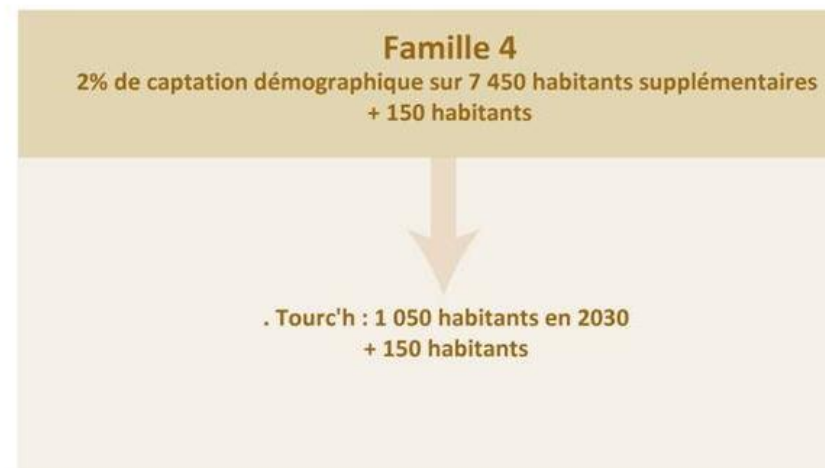 Famille 4
2% de captation démographique sur 7 450 habitants supplémentaires
+ 150 habitants
. Tourc'h : 1 050 habitants en 2030
+ 150 habitants